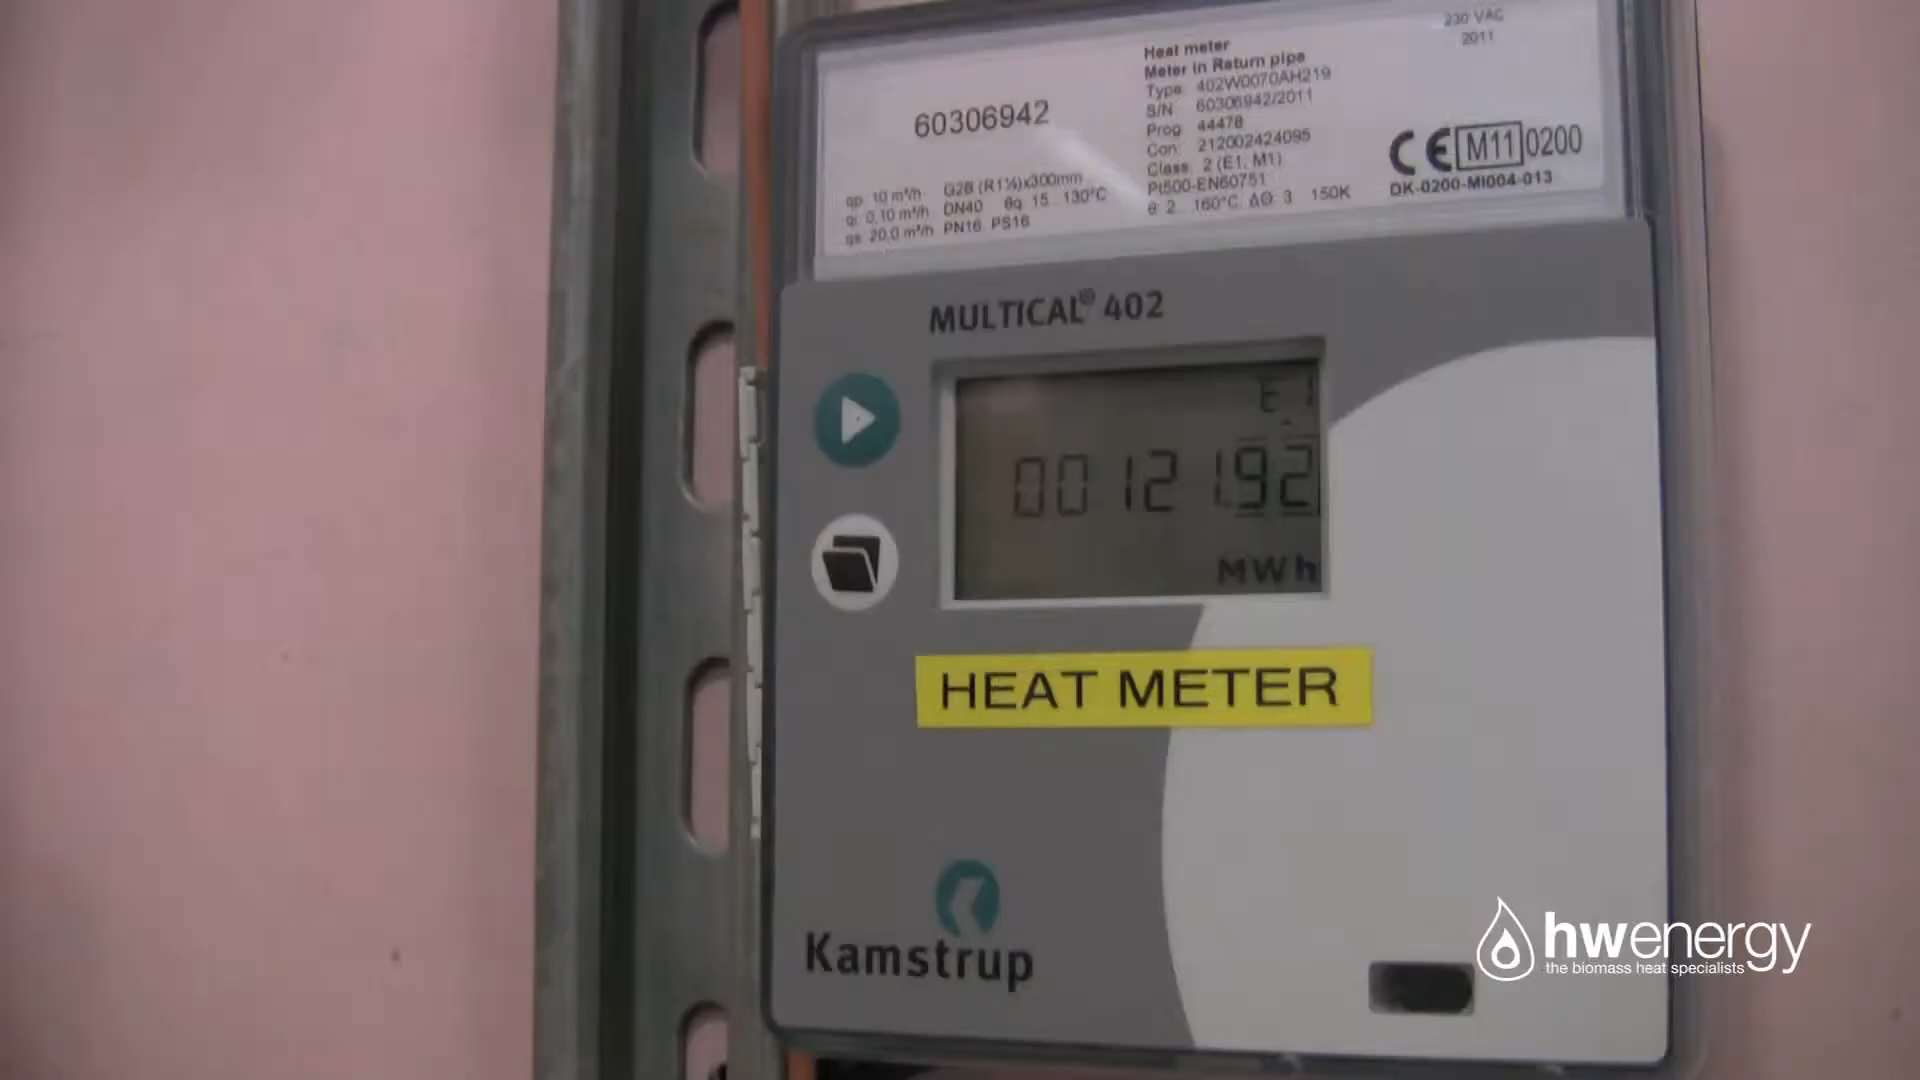 230 VAC
2011
60306942
Heat meter
Meter in Return pipe
Type: 402W0070AH219
S/N 60306942/2011
Prog 44478
Con: 212002424095
Class 2 (E1, M1)
Pt500-EN60751
θ: 2...160°C ΔΘ: 3 150K
qp 10 m³/h G2B (R1½)x300mm
qi 0,10 m³/h DN40 θq 15...130°C
qs 20,0 m³/h PN16 PS16
CE M11 0200
DK-0200-MI004-013
MULTICAL® 402
E1
00121.92
MWh
HEAT METER
Kamstrup
hwenergy
the biomass heat specialists